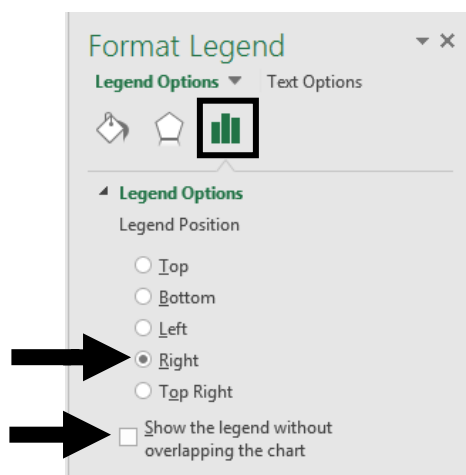 Format Legend
Legend Options Text Options
Legend Options
Legend Position
Top
Bottom
Left
Right
Top Right
Show the legend without
overlapping the chart